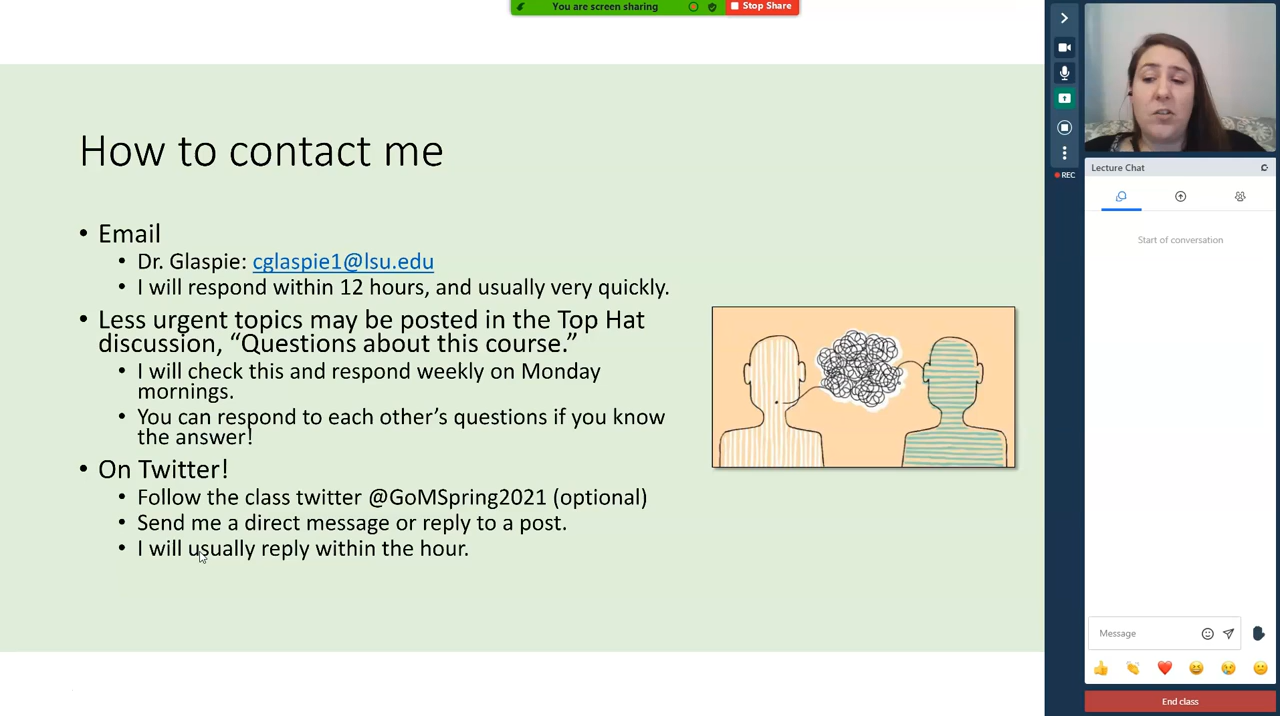 You are screen sharing
Stop Share
How to contact me
• Email
• Dr. Glaspie: cglaspie1@lsu.edu
• I will respond within 12 hours, and usually very quickly.
• Less urgent topics may be posted in the Top Hat
discussion, “Questions about this course.”
• I will check this and respond weekly on Monday
mornings.
• You can respond to each other’s questions if you know
the answer!
• On Twitter!
• Follow the class twitter @GoMSpring2021 (optional)
• Send me a direct message or reply to a post.
• I will usually reply within the hour.
REC
Lecture Chat
Start of conversation
Message
End class